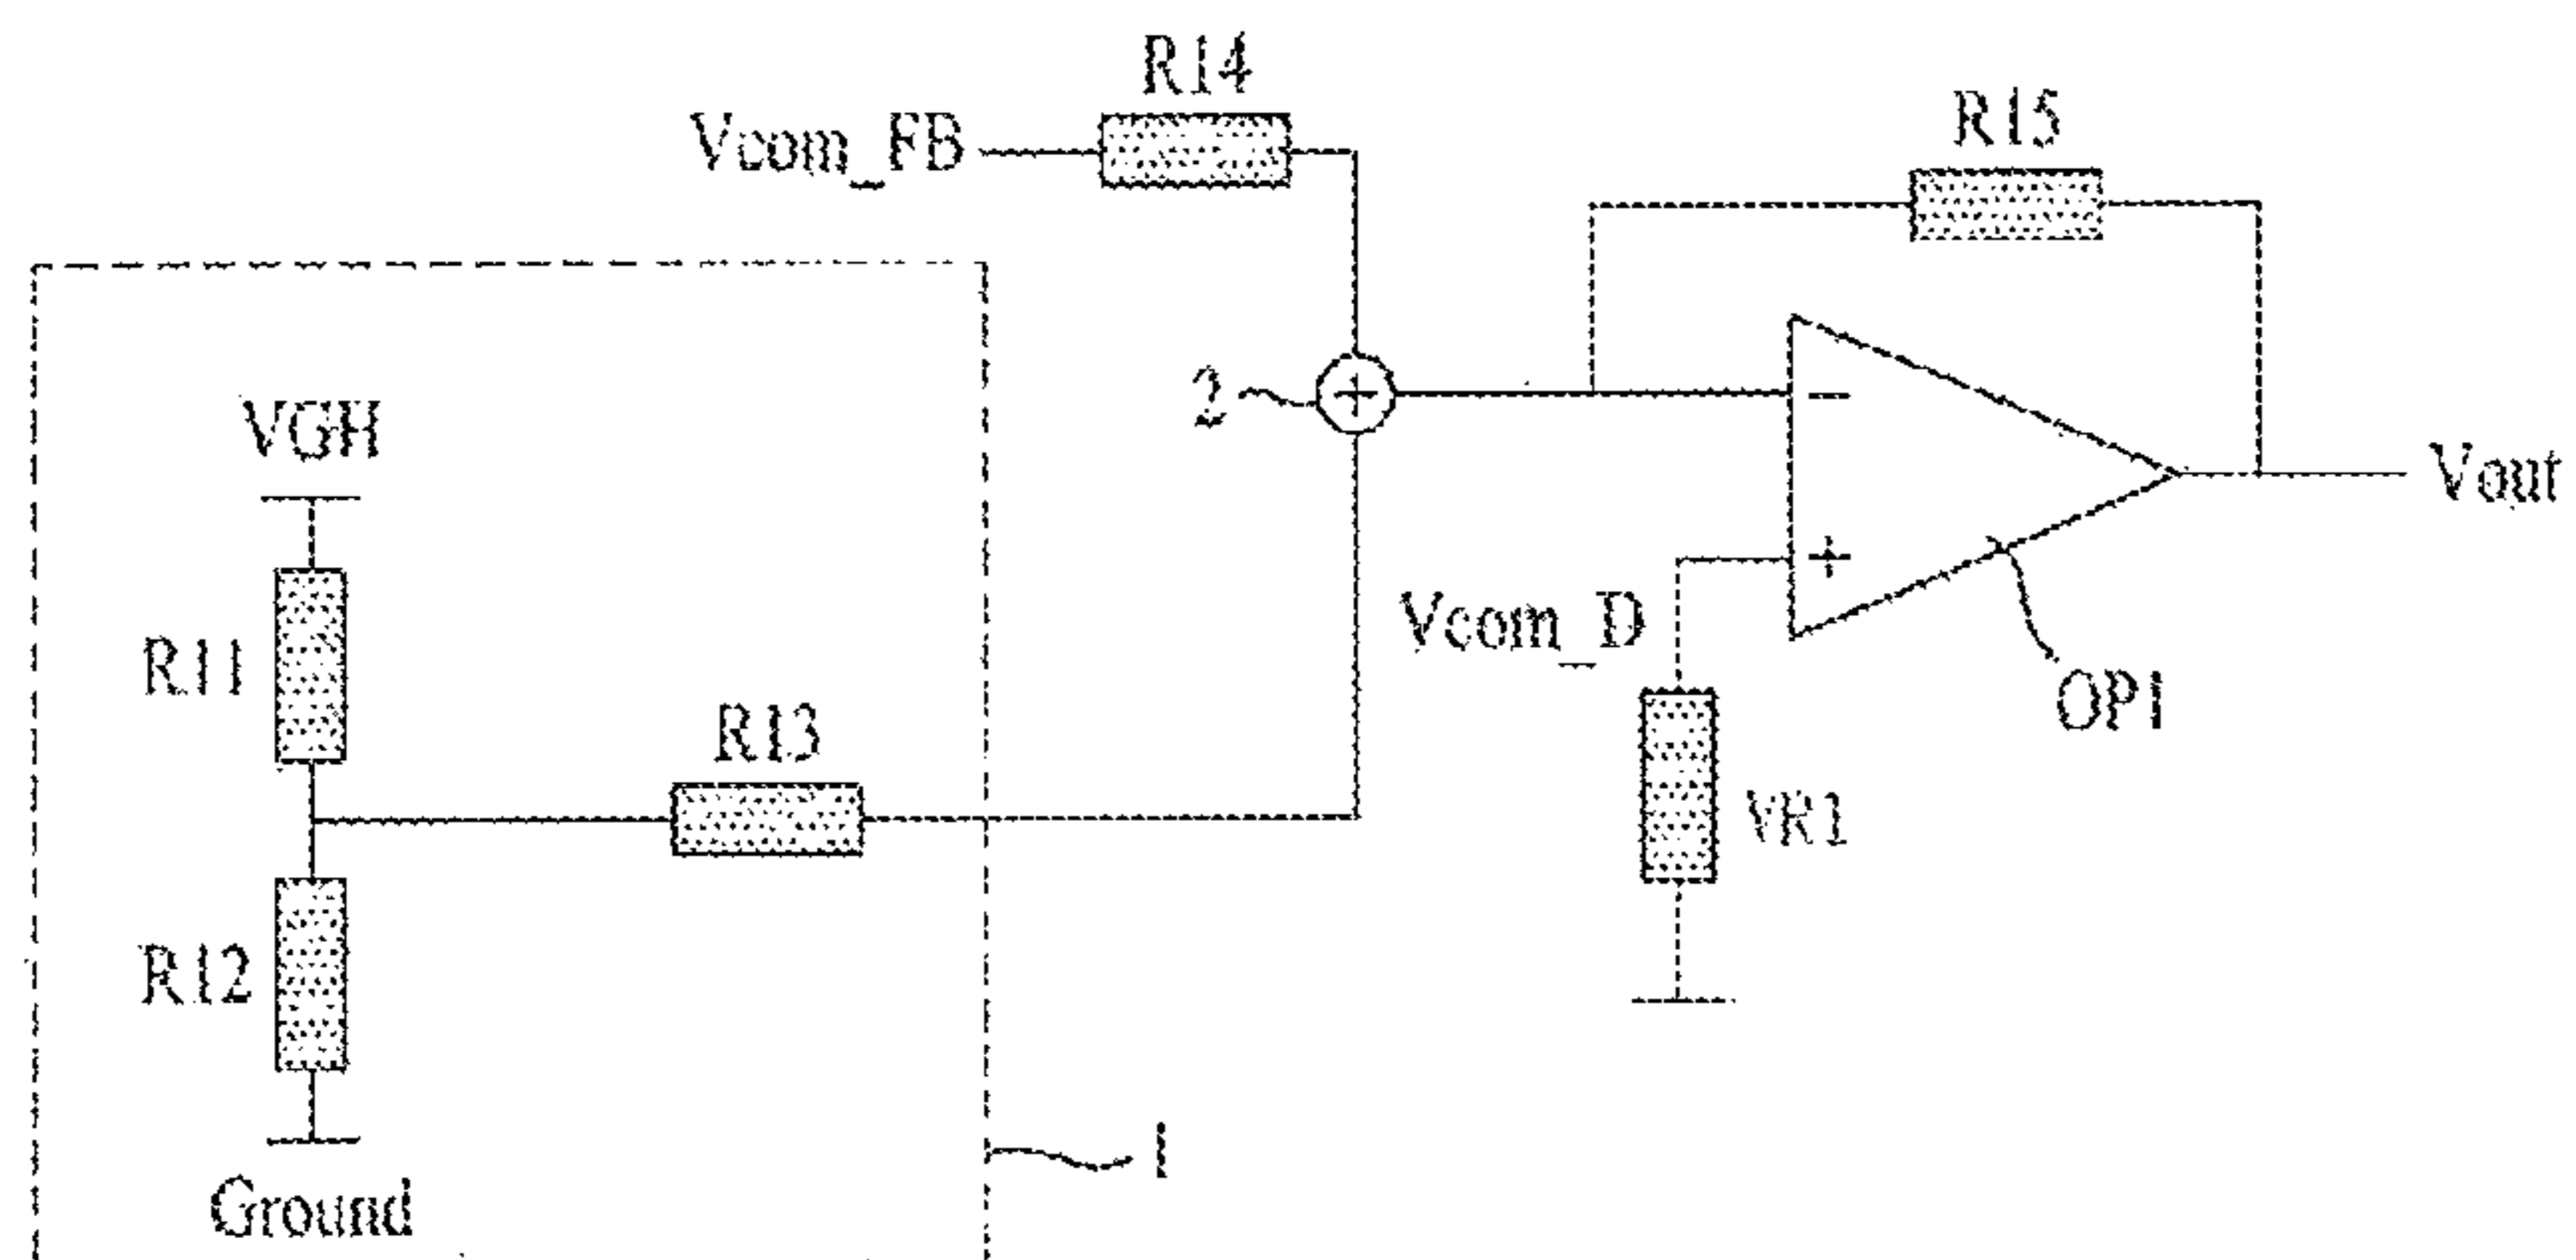 R14
Vcom_FB
R15
2
+
VGH
−
Vout
+
Vcom_D
R11
OP1
R13
VR1
R12
1
Ground